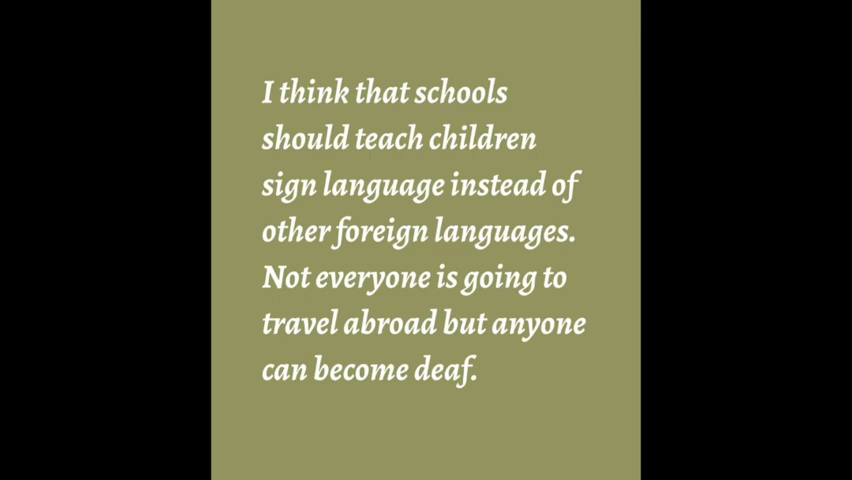 I think that schools
should teach children
sign language instead of
other foreign languages.
Not everyone is going to
travel abroad but anyone
can become deaf.